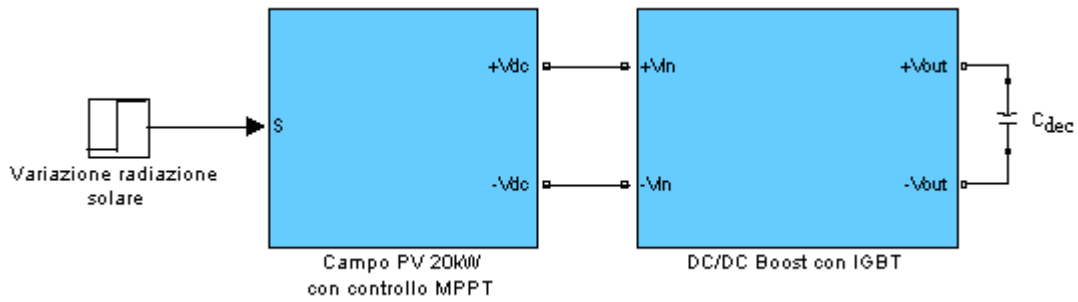 +Vdc
+Vin
+Vout
S
Cdec
Variazione radiazione
solare
-Vdc
-Vin
-Vout
Campo PV 20kW
con controllo MPPT
DC/DC Boost con IGBT